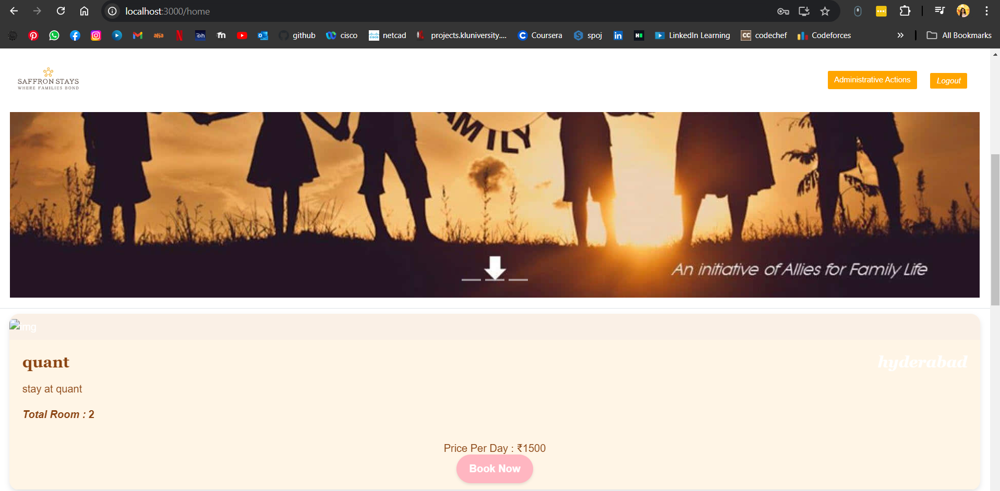 localhost:3000/home
github
cisco
netcad
projects.kluniversity....
Coursera
spoj
LinkedIn Learning
codechef
Codeforces
All Bookmarks
SAFFRON STAYS
WHERE FAMILIES BOND
Administrative Actions
Logout
AMILY
An initiative of Allies for Family Life
img
quant
hyderabad
stay at quant
Total Room : 2
Price Per Day : ₹1500
Book Now